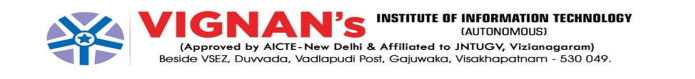 VIGNAN's INSTITUTE OF INFORMATION TECHNOLOGY
(AUTONOMOUS)
(Approved by AICTE-New Delhi & Affiliated to JNTUGV, Vizianagaram)
Beside VSEZ, Duvvada, Vadlapudi Post, Gajuwaka, Visakhapatnam - 530 049.